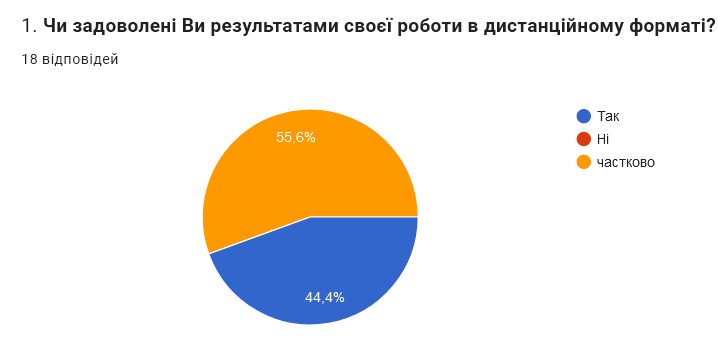 1. Чи задоволені Ви результатами своєї роботи в дистанційному форматі?
18 відповідей
55,6%
44,4%
Так
Ні
частково